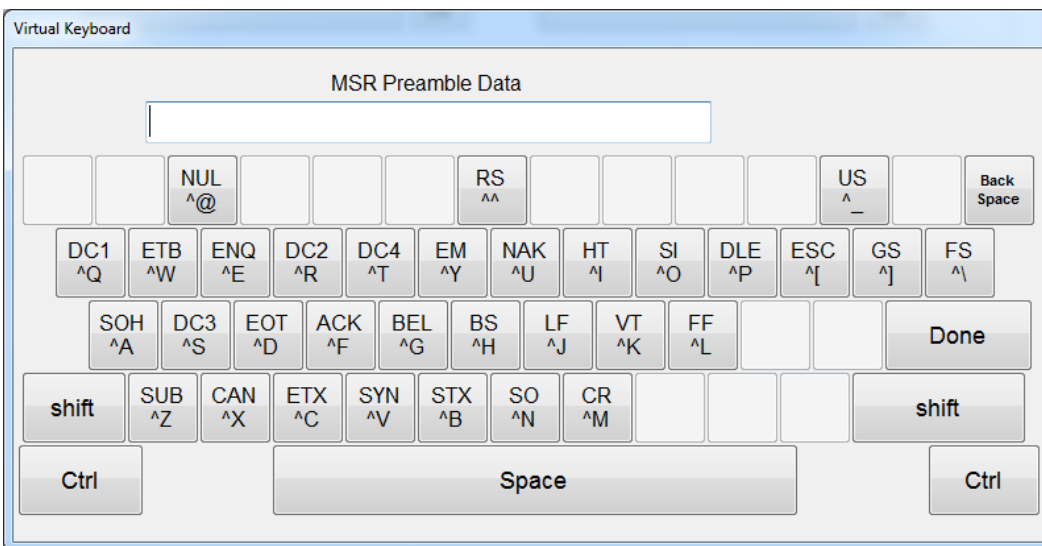 Virtual Keyboard
MSR Preamble Data
NUL RS US Back
^@ ^^ ^_ Space
DC1 ETB ENQ DC2 DC4 EM NAK HT SI DLE ESC GS FS
^Q ^W ^E ^R ^T ^Y ^U ^I ^O ^P ^[ ^] ^\
SOH DC3 EOT ACK BEL BS LF VT FF Done
^A ^S ^D ^F ^G ^H ^J ^K ^L
shift SUB CAN ETX SYN STX SO CR shift
^Z ^X ^C ^V ^B ^N ^M
Ctrl Space Ctrl